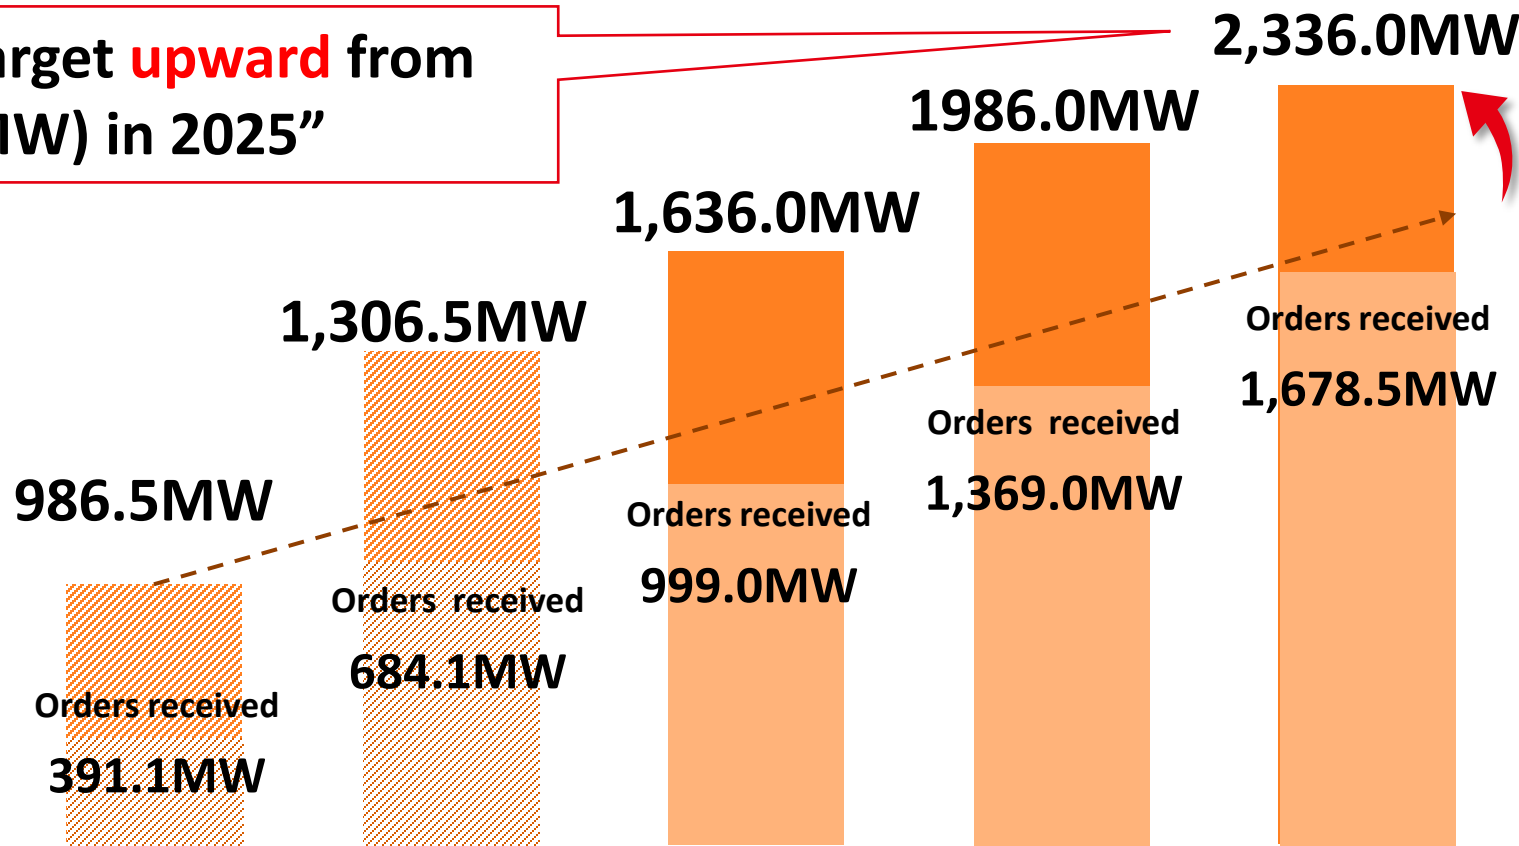 upward from
in 2025”
2,336.0MW
1986.0MW
1,636.0MW
1,306.5MW
986.5MW
Orders received
1,678.5MW
Orders received
1,369.0MW
Orders received
999.0MW
Orders received
684.1MW
Orders received
391.1MW